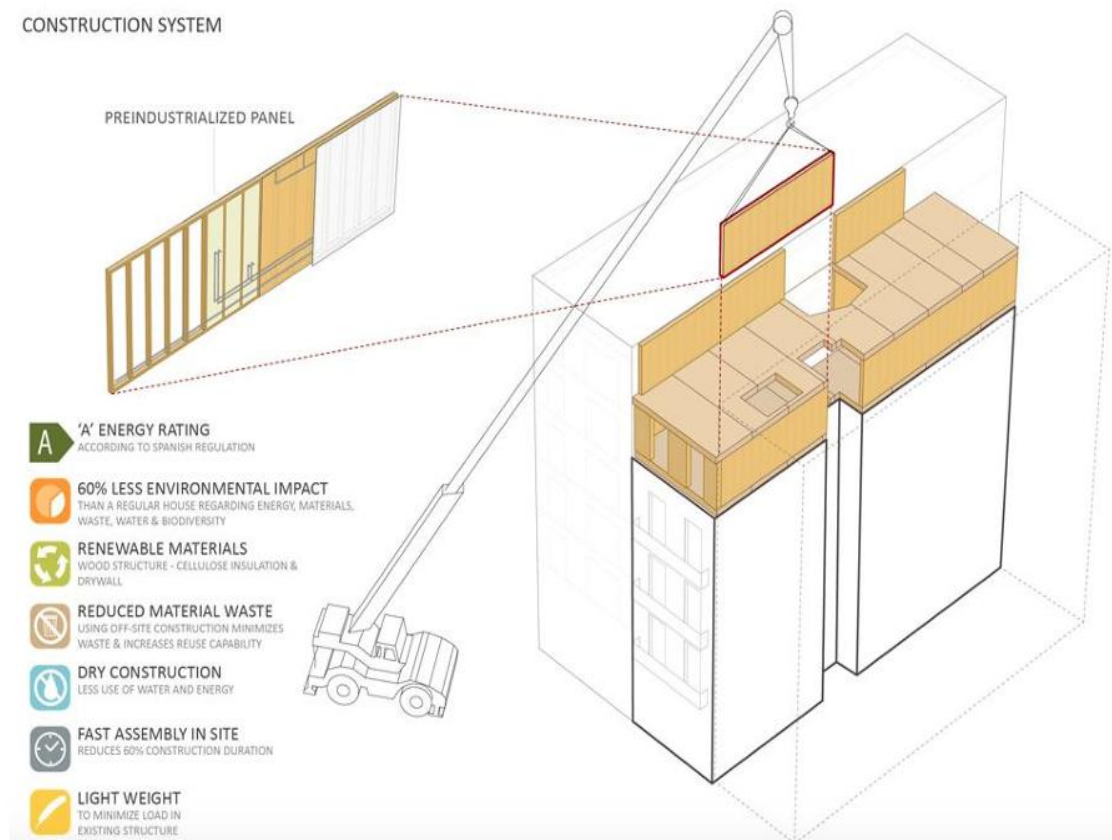 CONSTRUCTION SYSTEM
PREINDUSTRIALIZED PANEL
A
'A' ENERGY RATING
ACCORDING TO SPANISH REGULATION
60% LESS ENVIRONMENTAL IMPACT
THAN A REGULAR HOUSE REGARDING ENERGY, MATERIALS,
WASTE, WATER & BIODIVERSITY
RENEWABLE MATERIALS
WOOD STRUCTURE - CELLULOSE INSULATION &
DRYWALL
REDUCED MATERIAL WASTE
USING OFF-SITE CONSTRUCTION MINIMIZES
WASTE & INCREASES REUSE CAPABILITY
DRY CONSTRUCTION
LESS USE OF WATER AND ENERGY
FAST ASSEMBLY IN SITE
REDUCES 60% CONSTRUCTION DURATION
LIGHT WEIGHT
TO MINIMIZE LOAD IN
EXISTING STRUCTURE